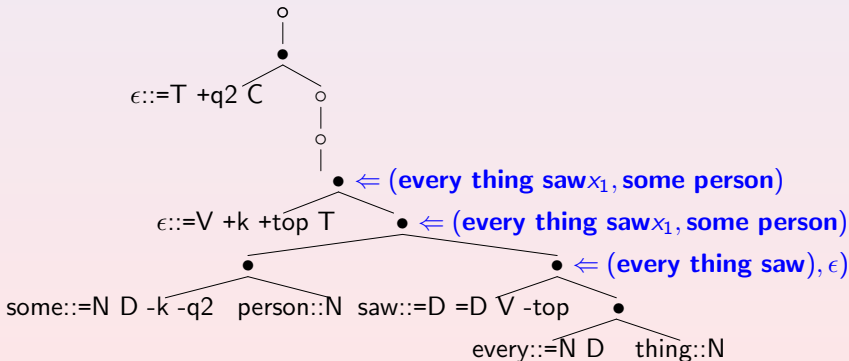 ϵ::=T +q2 C
⇐ (every thing sawx₁, some person)
ϵ::=V +k +top T
⇐ (every thing sawx₁, some person)
⇐ (every thing saw), ϵ)
some::=N D -k -q2 person::N saw::=D =D V -top
every::=N D thing::N